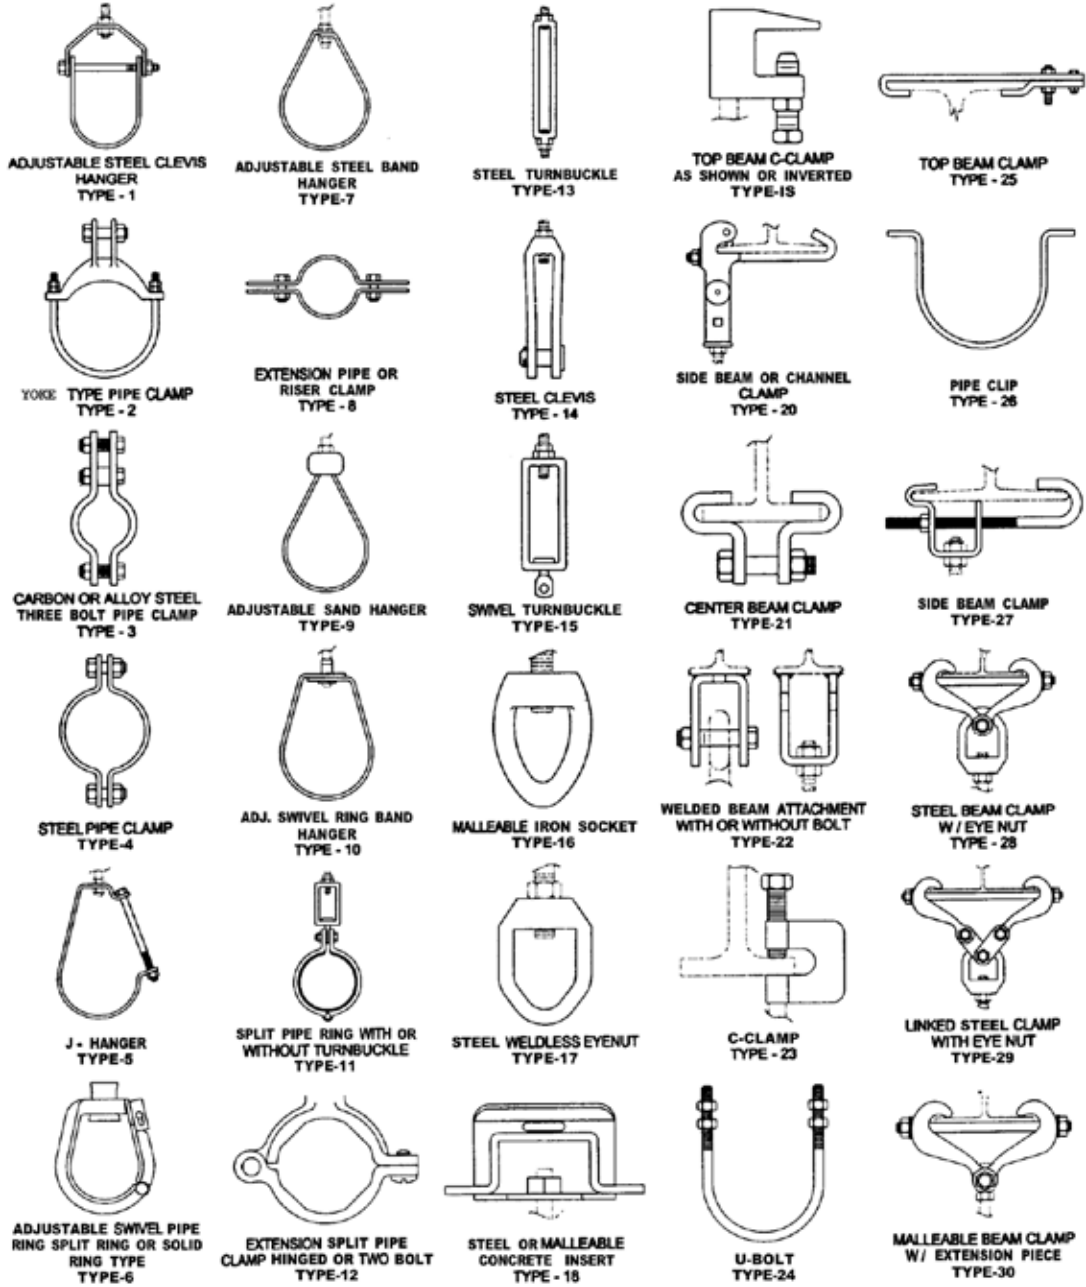 ADJUSTABLE STEEL CLEVIS
HANGER
TYPE - 1
ADJUSTABLE STEEL BAND
HANGER
TYPE-7
STEEL TURNBUCKLE
TYPE-13
TOP BEAM C-CLAMP
AS SHOWN OR INVERTED
TYPE-IS
TOP BEAM CLAMP
TYPE - 25
YOKE TYPE PIPE CLAMP
TYPE - 2
EXTENSION PIPE OR
RISER CLAMP
TYPE - 8
STEEL CLEVIS
TYPE - 14
SIDE BEAM OR CHANNEL
CLAMP
TYPE - 20
PIPE CLIP
TYPE - 26
CARBON OR ALLOY STEEL
THREE BOLT PIPE CLAMP
TYPE - 3
ADJUSTABLE SAND HANGER
TYPE-9
SWIVEL TURNBUCKLE
TYPE-15
CENTER BEAM CLAMP
TYPE-21
SIDE BEAM CLAMP
TYPE-27
STEEL PIPE CLAMP
TYPE-4
ADJ. SWIVEL RING BAND
HANGER
TYPE - 10
MALLEABLE IRON SOCKET
TYPE-16
WELDED BEAM ATTACHMENT
WITH OR WITHOUT BOLT
TYPE-22
STEEL BEAM CLAMP
W / EYE NUT
TYPE - 28
J - HANGER
TYPE-5
SPLIT PIPE RING WITH OR
WITHOUT TURNBUCKLE
TYPE-11
STEEL WELDLESS EYENUT
TYPE-17
C-CLAMP
TYPE - 23
LINKED STEEL CLAMP
WITH EYE NUT
TYPE-29
ADJUSTABLE SWIVEL PIPE
RING SPLIT RING OR SOLID
RING TYPE
TYPE-6
EXTENSION SPLIT PIPE
CLAMP HINGED OR TWO BOLT
TYPE-12
STEEL OR MALLEABLE
CONCRETE INSERT
TYPE - 18
U-BOLT
TYPE-24
MALLEABLE BEAM CLAMP
W/ EXTENSION PIECE
TYPE-30